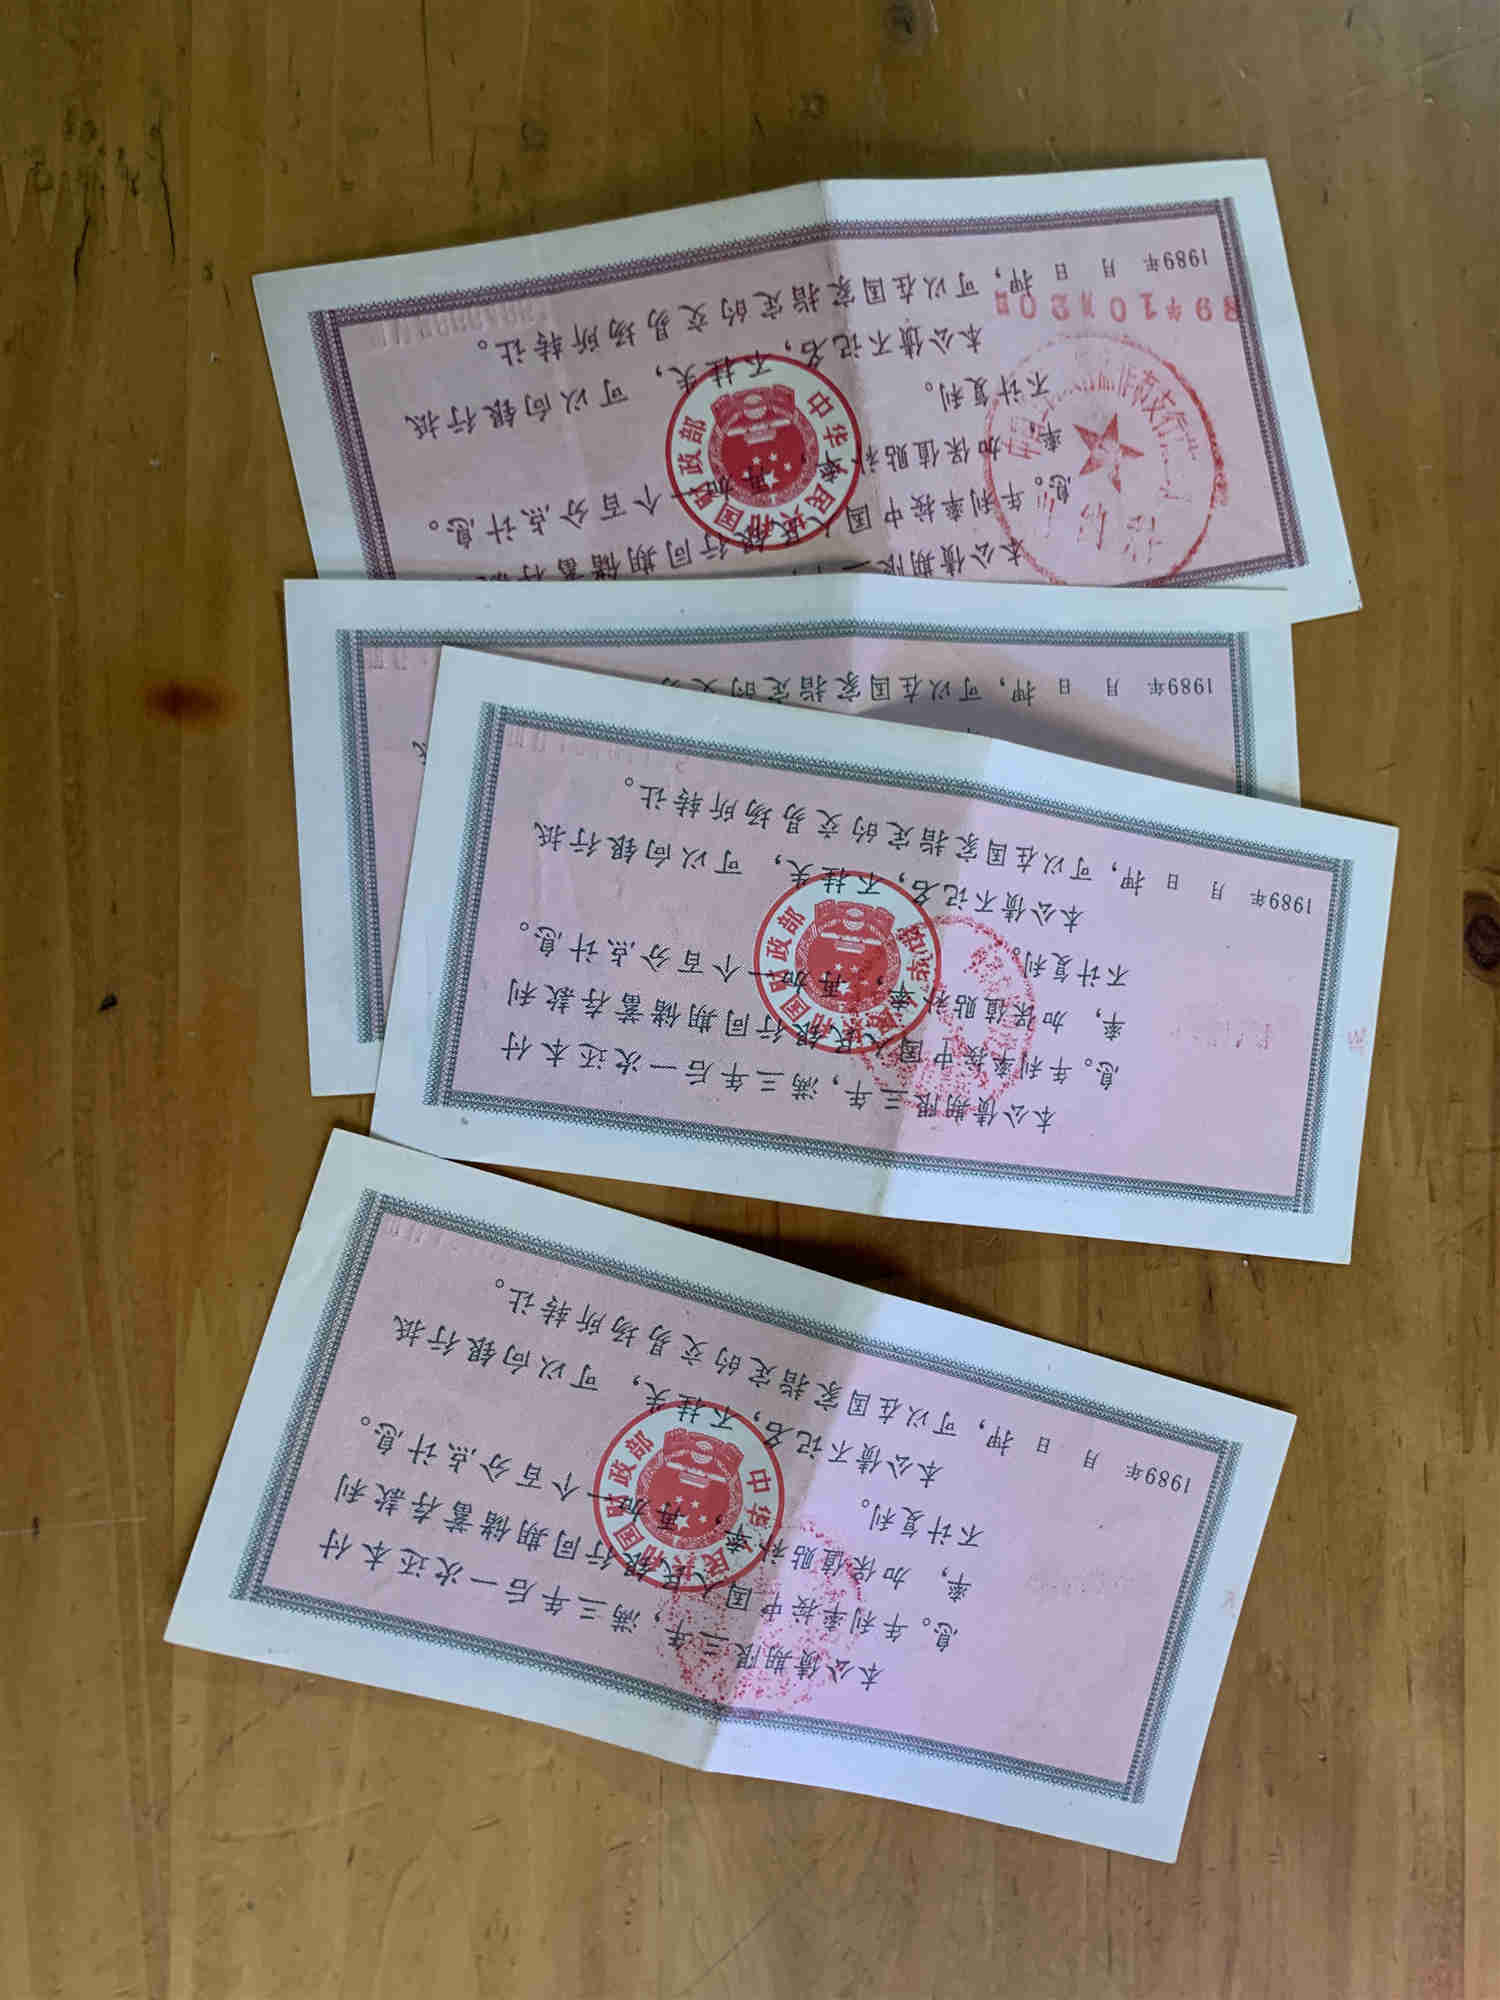 本公债期限三年，满三年后一次还本付
息。年利率按中国人民银行同期储蓄存款利
率，加保值贴补率，再加一个百分点计息。
不计复利。
本公债不记名，不挂失，可以向银行抵
押，可以在国家指定的交易场所转让。
1989年 月 日
中华人民共和国财政部
本公债期限三年，满三年后一次还本付
息。年利率按中国人民银行同期储蓄存款利
率，加保值贴补率，再加一个百分点计息。
不计复利。
本公债不记名，不挂失，可以向银行抵
押，可以在国家指定的交易场所转让。
1989年 月 日
中华人民共和国财政部
押，可以在国家指定的交易
1989年 月 日
本公债期限
息。年利率按中国人民银行同期储蓄存
率，加保值贴补率，再加一个百分点计息。
不计复利。
本公债不记名，不挂失，可以向银行抵
押，可以在国家指定的交易场所转让。
1989年 月 日
89年10月20日
中华人民共和国财政部